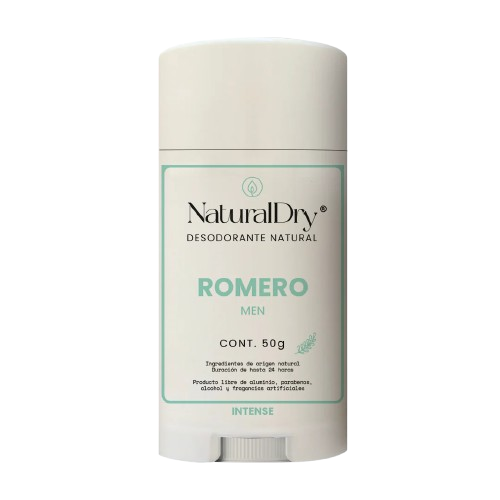 NaturalDry®
DESODORANTE NATURAL
ROMERO
MEN
CONT. 50g
Ingredientes de origen natural
Duración de hasta 24 horas
Producto libre de aluminio, parabenos,
alcohol y fragancias artificiales
INTENSE